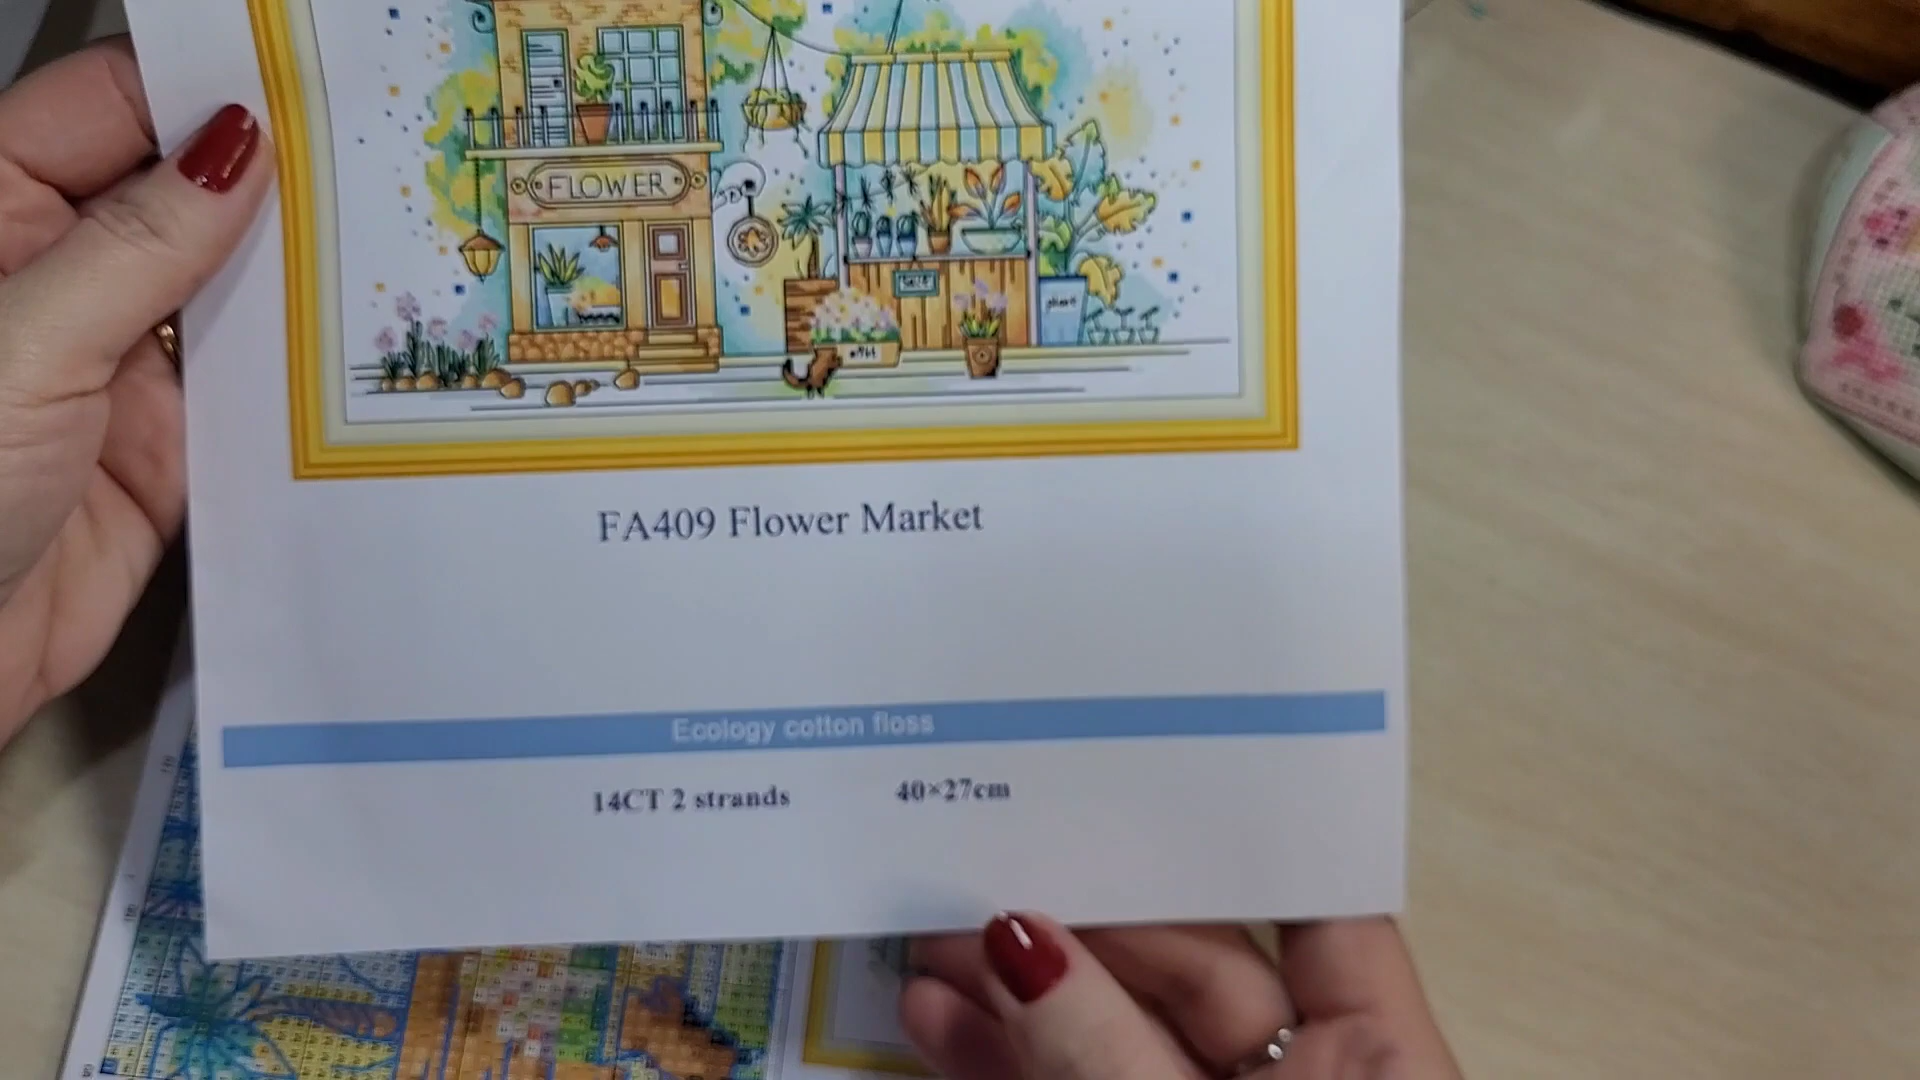 FLOWER
FA409 Flower Market
Ecology cotton floss
14CT 2 strands 40×27cm